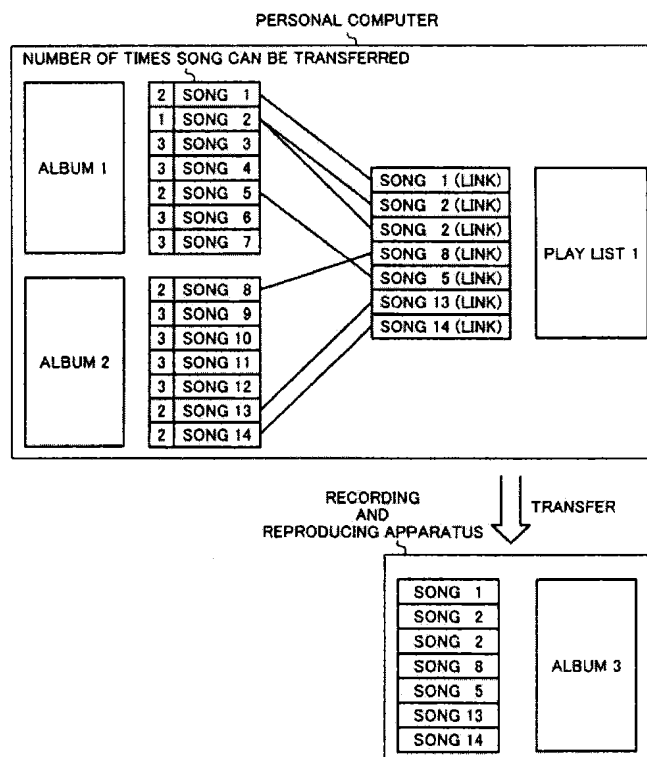 PERSONAL COMPUTER
NUMBER OF TIMES SONG CAN BE TRANSFERRED
ALBUM 1
2 SONG 1
1 SONG 2
3 SONG 3
3 SONG 4
2 SONG 5
3 SONG 6
3 SONG 7
ALBUM 2
2 SONG 8
3 SONG 9
3 SONG 10
3 SONG 11
3 SONG 12
2 SONG 13
2 SONG 14
SONG 1 (LINK)
SONG 2 (LINK)
SONG 2 (LINK)
SONG 8 (LINK)
SONG 5 (LINK)
SONG 13 (LINK)
SONG 14 (LINK)
PLAY LIST 1
TRANSFER
RECORDING
AND
REPRODUCING APPARATUS
SONG 1
SONG 2
SONG 2
SONG 8
SONG 5
SONG 13
SONG 14
ALBUM 3